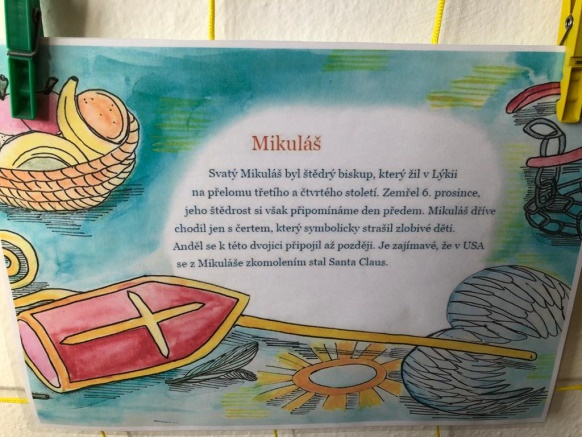 Mikuláš
Svatý Mikuláš byl štědrý biskup, který žil v Lýkii
na přelomu třetího a čtvrtého století. Zemřel 6. prosince,
jeho štědrost si však připomínáme den předem. Mikuláš dříve
chodil jen s čertem, který symbolicky strašil zlobivé děti.
Anděl se k této dvojici připojil až později. Je zajímavé, že v USA
se z Mikuláše zkomolením stal Santa Claus.